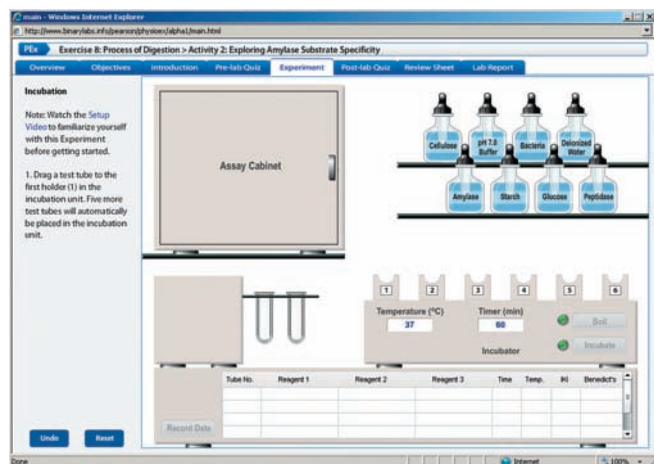 main - Windows Internet Explorer
http://www.binarylabs.info/pearson/physioex/alpha1/main.html
PEx Exercise 8: Process of Digestion > Activity 2: Exploring Amylase Substrate Specificity
Overview Objectives Introduction Pre-lab Quiz Experiment Post-lab Quiz Review Sheet Lab Report
Incubation
Note: Watch the Setup
Video to familiarize yourself
with this Experiment
before getting started.
1. Drag a test tube to the
first holder (1) in the
incubation unit. Five more
test tubes will automatically
be placed in the incubation
unit.
Assay Cabinet
Cellulose
pH 7.0
Buffer
Bacteria
Deionized
Water
Amylase
Starch
Glucose
Peptidase
1 2 3 4 5 6
Temperature (°C) Timer (min)
37 60
Boil
Incubate
Incubator
Tube No. Reagent 1 Reagent 2 Reagent 3 Time Temp. Benedict's
Record Data
Undo Reset
Done Internet 100%